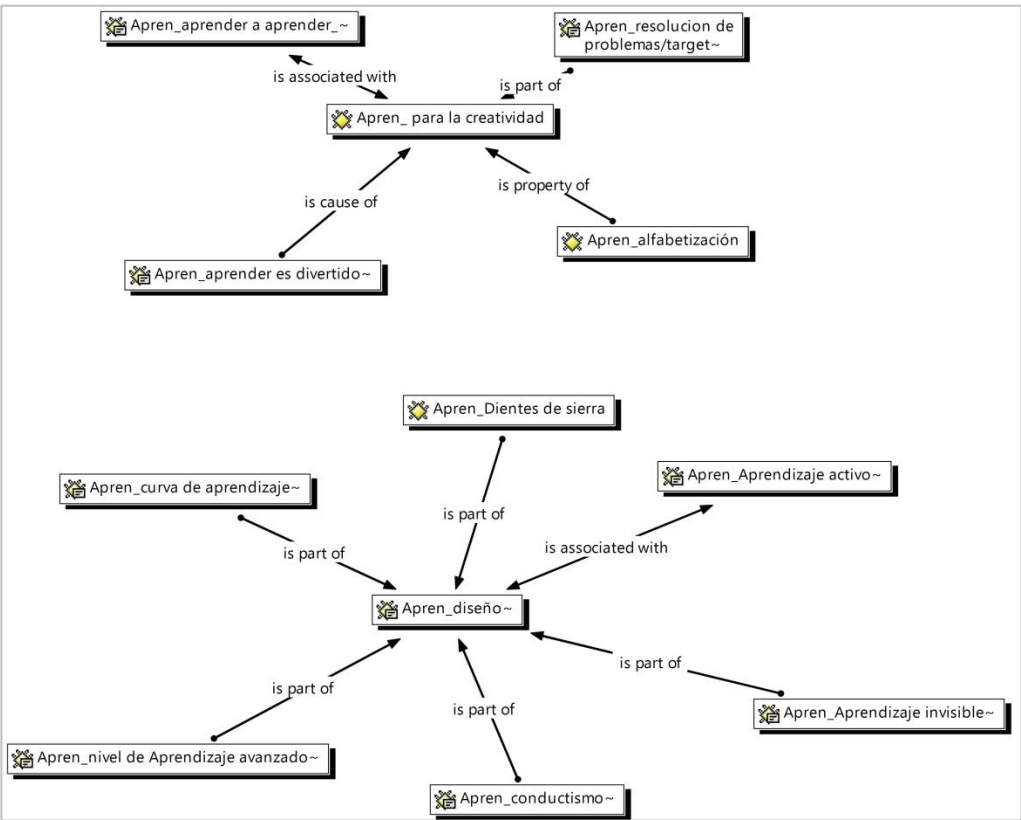 Apren_aprender a aprender_~
Apren_resolucion de
problemas/target~
is associated with
is part of
Apren_ para la creatividad
is property of
is cause of
Apren_alfabetización
Apren_aprender es divertido~
Apren_Dientes de sierra
Apren_Aprendizaje activo~
Apren_curva de aprendizaje~
is part of
is associated with
is part of
Apren_diseño~
is part of
is part of
is part of
Apren_Aprendizaje invisible~
Apren_nivel de Aprendizaje avanzado~
Apren_conductismo~